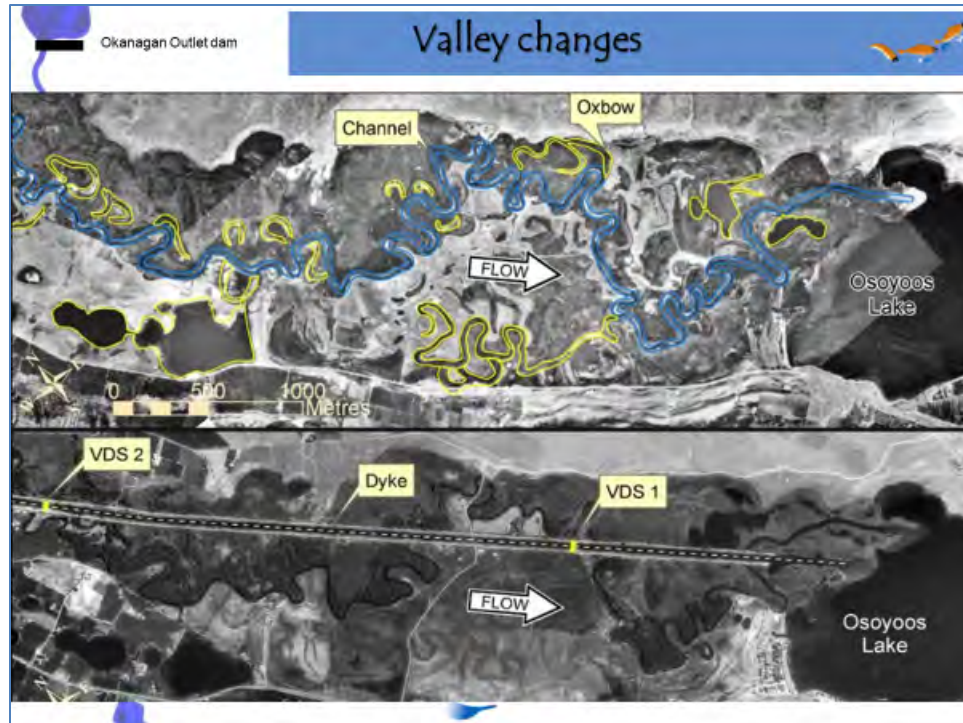 Okanagan Outlet dam
Valley changes
Oxbow
Channel
FLOW
Osoyoos
Lake
N
0 500 1000
Metres
VDS 2
Dyke
VDS 1
FLOW
Osoyoos
Lake